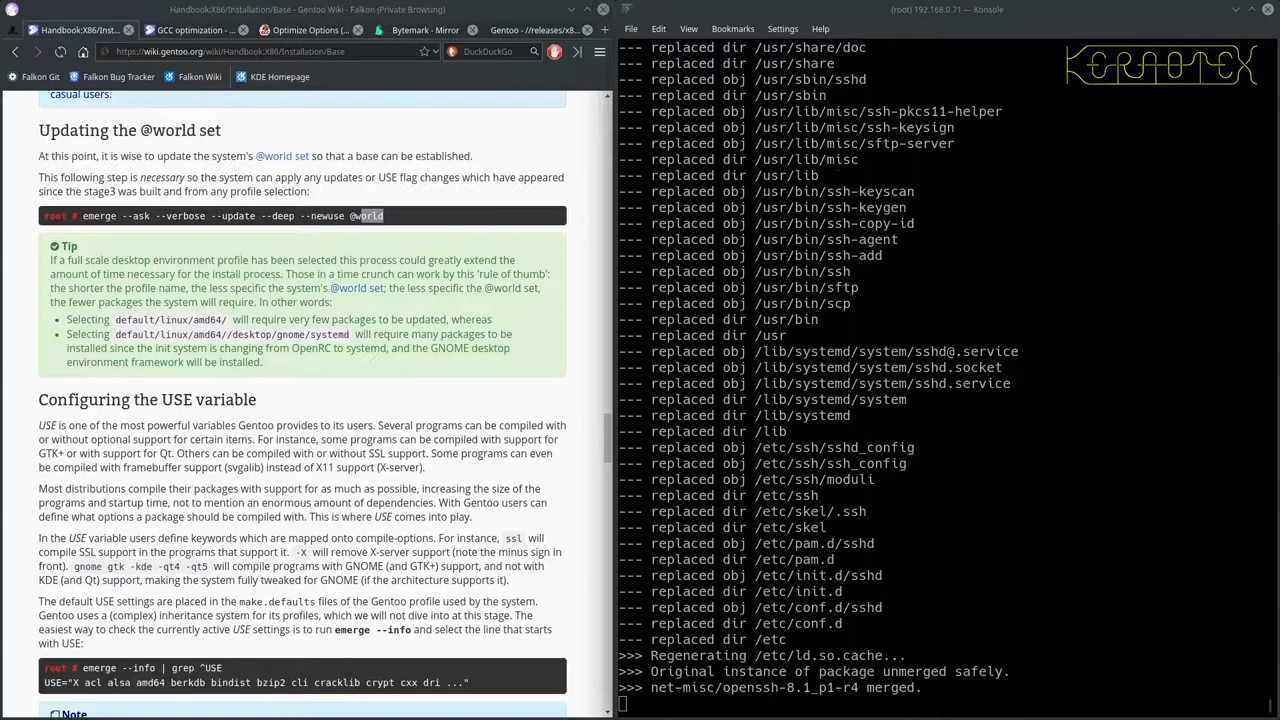 Handbook:X86/Installation/Base - Gentoo Wiki - Falkon (Private Browsing)
Handbook:X86/Inst...
GCC optimization - ...
Optimize Options (...
Bytemark - Mirror
Gentoo - //releases/x8...
https://wiki.gentoo.org/wiki/Handbook:X86/Installation/Base
DuckDuckGo
Falkon Git
Falkon Bug Tracker
Falkon Wiki
KDE Homepage
casual users.
Updating the @world set
At this point, it is wise to update the system's @world set so that a base can be established.
This following step is necessary so the system can apply any updates or USE flag changes which have appeared
since the stage3 was built and from any profile selection:
root # emerge --ask --verbose --update --deep --newuse @world
Tip
If a full scale desktop environment profile has been selected this process could greatly extend the
amount of time necessary for the install process. Those in a time crunch can work by this 'rule of thumb':
the shorter the profile name, the less specific the system's @world set; the less specific the @world set,
the fewer packages the system will require. In other words:
• Selecting default/linux/amd64/ will require very few packages to be updated, whereas
• Selecting default/linux/amd64//desktop/gnome/systemd will require many packages to be
installed since the init system is changing from OpenRC to systemd, and the GNOME desktop
environment framework will be installed.
Configuring the USE variable
USE is one of the most powerful variables Gentoo provides to its users. Several programs can be compiled with
or without optional support for certain items. For instance, some programs can be compiled with support for
GTK+ or with support for Qt. Others can be compiled with or without SSL support. Some programs can even
be compiled with framebuffer support (svgalib) instead of X11 support (X-server).
Most distributions compile their packages with support for as much as possible, increasing the size of the
programs and startup time, not to mention an enormous amount of dependencies. With Gentoo users can
define what options a package should be compiled with. This is where USE comes into play.
In the USE variable users define keywords which are mapped onto compile-options. For instance, ssl will
compile SSL support in the programs that support it. -X will remove X-server support (note the minus sign in
front). gnome gtk -kde -qt4 -qt5 will compile programs with GNOME (and GTK+) support, and not with
KDE (and Qt) support, making the system fully tweaked for GNOME (if the architecture supports it).
The default USE settings are placed in the make.defaults files of the Gentoo profile used by the system.
Gentoo uses a (complex) inheritance system for its profiles, which we will not dive into at this stage. The
easiest way to check the currently active USE settings is to run emerge --info and select the line that starts
with USE:
root # emerge --info | grep ^USE
USE="X acl alsa amd64 berkdb bindist bzip2 cli cracklib crypt cxx dri ..."
Note
(root) 192.168.0.71 — Konsole
File Edit View Bookmarks Settings Help
KERAOTEX
--- replaced dir /usr/share/doc
--- replaced dir /usr/share
--- replaced obj /usr/sbin/sshd
--- replaced dir /usr/sbin
--- replaced obj /usr/lib/misc/ssh-pkcs11-helper
--- replaced obj /usr/lib/misc/ssh-keysign
--- replaced obj /usr/lib/misc/sftp-server
--- replaced dir /usr/lib/misc
--- replaced dir /usr/lib
--- replaced obj /usr/bin/ssh-keyscan
--- replaced obj /usr/bin/ssh-keygen
--- replaced obj /usr/bin/ssh-copy-id
--- replaced obj /usr/bin/ssh-agent
--- replaced obj /usr/bin/ssh-add
--- replaced obj /usr/bin/ssh
--- replaced obj /usr/bin/sftp
--- replaced obj /usr/bin/scp
--- replaced dir /usr/bin
--- replaced dir /usr
--- replaced obj /lib/systemd/system/sshd@.service
--- replaced obj /lib/systemd/system/sshd.socket
--- replaced obj /lib/systemd/system/sshd.service
--- replaced dir /lib/systemd/system
--- replaced dir /lib/systemd
--- replaced dir /lib
--- replaced obj /etc/ssh/sshd_config
--- replaced obj /etc/ssh/ssh_config
--- replaced obj /etc/ssh/moduli
--- replaced dir /etc/ssh
--- replaced dir /etc/skel/.ssh
--- replaced dir /etc/skel
--- replaced obj /etc/pam.d/sshd
--- replaced dir /etc/pam.d
--- replaced obj /etc/init.d/sshd
--- replaced dir /etc/init.d
--- replaced obj /etc/conf.d/sshd
--- replaced dir /etc/conf.d
--- replaced dir /etc
>>> Regenerating /etc/ld.so.cache...
>>> Original instance of package unmerged safely.
>>> net-misc/openssh-8.1_p1-r4 merged.